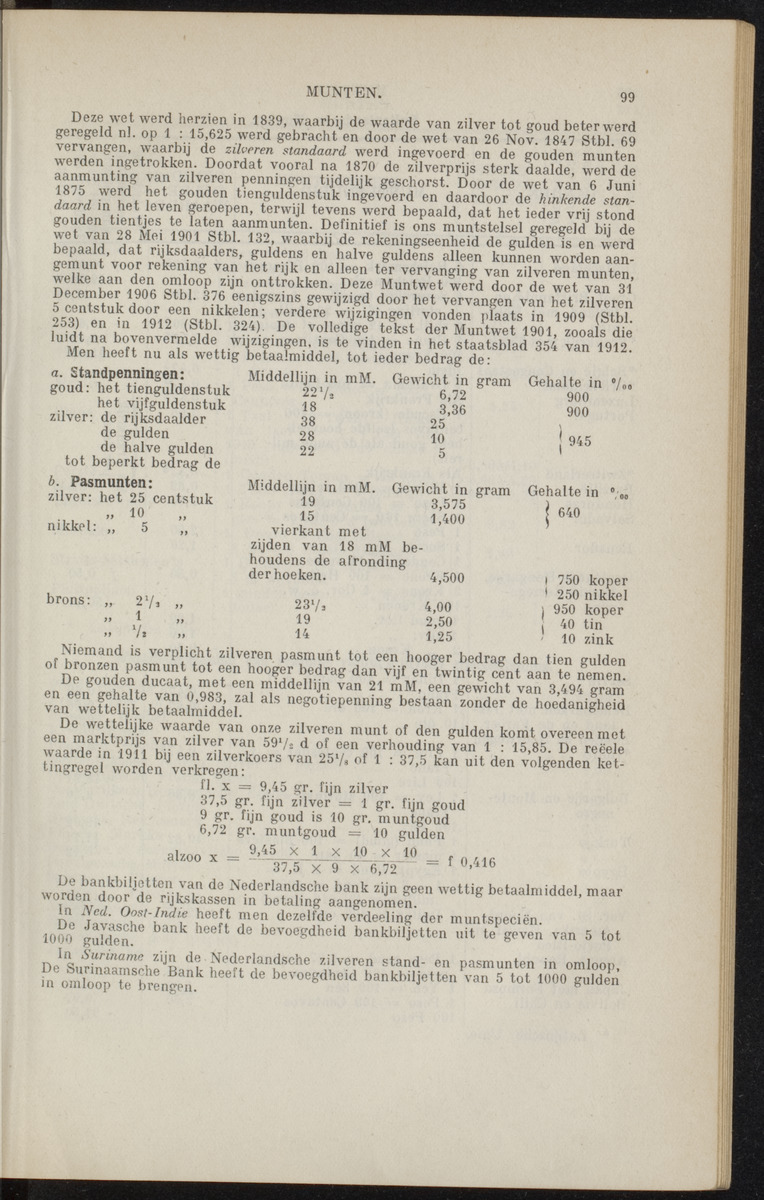 MUNTEN.
99
Deze wet werd herzien in 1839, waarbij de waarde van zilver tot goud beter werd
geregeld nl. op 1 : 15,625 werd gebracht en door de wet van 26 Nov. 1847 Stbl. 69
vervangen, waarbij de zilveren standaard werd ingevoerd en de gouden munten
werden ingetrokken. Doordat vooral na 1870 de zilverprijs sterk daalde, werd de
aanmunting van zilveren penningen tijdelijk geschorst. Door de wet van 6 Juni
1875 werd het gouden tienguldenstuk ingevoerd en daardoor de hinkende stan-
daard in het leven geroepen, terwijl tevens werd bepaald, dat het ieder vrij stond
gouden tientjes te laten aanmunten. Definitief is ons muntstelsel geregeld bij de
wet van 28 Mei 1901 Stbl. 132, waarbij de rekeningseenheid de gulden is en werd
bepaald, dat rijksdaalders, guldens en halve guldens alleen kunnen worden aan-
gemunt voor rekening van het rijk en alleen ter vervanging van zilveren munten,
welke aan den omloop zijn onttrokken. Deze Muntwet werd door de wet van 31
December 1906 Stbl. 376 eenigszins gewijzigd door het vervangen van het zilveren
5 centstuk door een nikkelen; verdere wijzigingen vonden plaats in 1909 (Stbl.
253) en in 1912 (Stbl. 324). De volledige tekst der Muntwet 1901, zooals die
luidt na bovenvermelde wijzigingen, is te vinden in het staatsblad 354 van 1912.
Men heeft nu als wettig betaalmiddel, tot ieder bedrag de:
a. Standpenningen: Middellijn in mM. Gewicht in gram Gehalte in ⁰/₀₀
goud: het tienguldenstuk 22¹/₂ 6,72 900
het vijfguldenstuk 18 3,36 900
zilver: de rijksdaalder 38 25
de gulden 28 10 945
de halve gulden 22 5
tot beperkt bedrag de
b. Pasmunten: Middellijn in mM. Gewicht in gram Gehalte in ⁰/₀₀
zilver: het 25 centstuk 19 3,575
„ 10 „ 15 1,400 640
nikkel: „ 5 „ vierkant met
zijden van 18 mM be-
houdens de afronding
der hoeken. 4,500 750 koper
250 nikkel
brons: „ 2¹/₂ „ 23¹/₂ 4,00 950 koper
„ 1 „ 19 2,50 40 tin
„ ¹/₂ „ 14 1,25 10 zink
Niemand is verplicht zilveren pasmunt tot een hooger bedrag dan tien gulden
of bronzen pasmunt tot een hooger bedrag dan vijf en twintig cent aan te nemen.
De gouden ducaat, met een middellijn van 21 mM, een gewicht van 3,494 gram
en een gehalte van 0,983, zal als negotiepenning bestaan zonder de hoedanigheid
van wettelijk betaalmiddel.
De wettelijke waarde van onze zilveren munt of den gulden komt overeen met
een marktprijs van zilver van 59¹/₂ d of een verhouding van 1 : 15,85. De reëele
waarde in 1911 bij een zilverkoers van 25¹/₈ of 1 : 37,5 kan uit den volgenden ket-
tingregel worden verkregen:
fl. x = 9,45 gr. fijn zilver
37,5 gr. fijn zilver = 1 gr. fijn goud
9 gr. fijn goud is 10 gr. muntgoud
6,72 gr. muntgoud = 10 gulden
9,45 × 1 × 10 × 10
alzoo x = ——— = f 0,416
37,5 × 9 × 6,72
De bankbiljetten van de Nederlandsche bank zijn geen wettig betaalmiddel, maar
worden door de rijkskassen in betaling aangenomen.
In Ned. Oost-Indie heeft men dezelfde verdeeling der muntspeciën.
De Javasche bank heeft de bevoegdheid bankbiljetten uit te geven van 5 tot
1000 gulden.
In Suriname zijn de Nederlandsche zilveren stand- en pasmunten in omloop,
De Surinaamsche Bank heeft de bevoegdheid bankbiljetten van 5 tot 1000 gulden
in omloop te brengen.